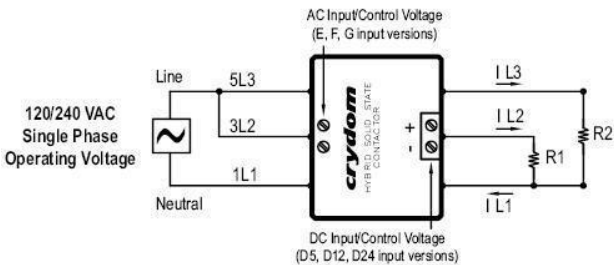 AC Input/Control Voltage
(E, F, G input versions)
Line
5L3
I L3
120/240 VAC
Single Phase
Operating Voltage
3L2
crydom
HYBRID SOLID STATE
CONTACTOR
+
-
I L2
R1
R2
1L1
I L1
Neutral
DC Input/Control Voltage
(D5, D12, D24 input versions)